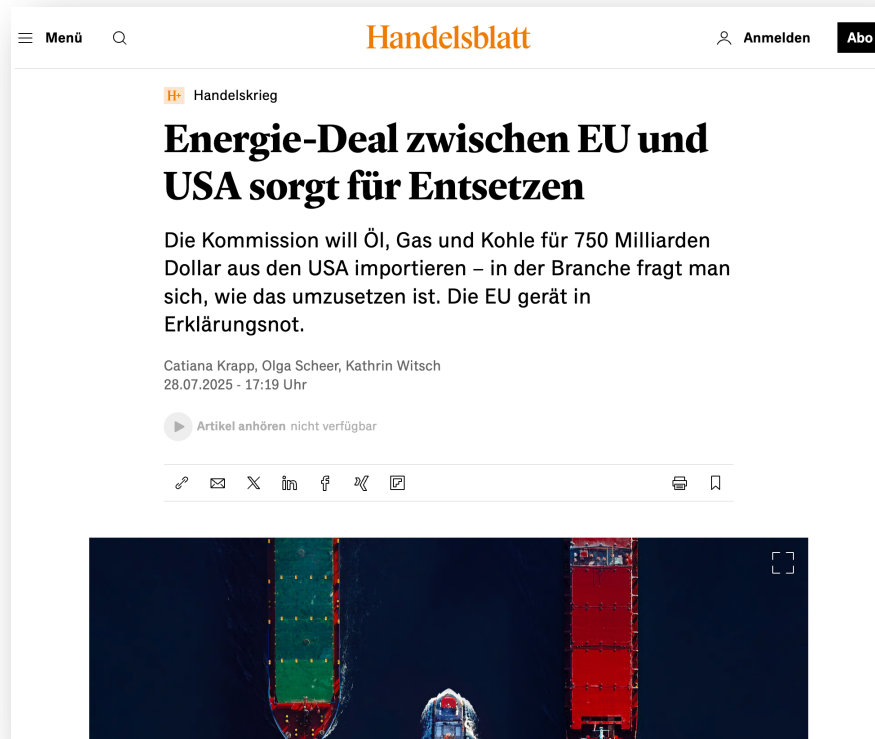 Menü
Handelsblatt
Anmelden
Abo
H+ Handelskrieg
Energie-Deal zwischen EU und
USA sorgt für Entsetzen
Die Kommission will Öl, Gas und Kohle für 750 Milliarden
Dollar aus den USA importieren – in der Branche fragt man
sich, wie das umzusetzen ist. Die EU gerät in
Erklärungsnot.
Catiana Krapp, Olga Scheer, Kathrin Witsch
28.07.2025 - 17:19 Uhr
Artikel anhören nicht verfügbar